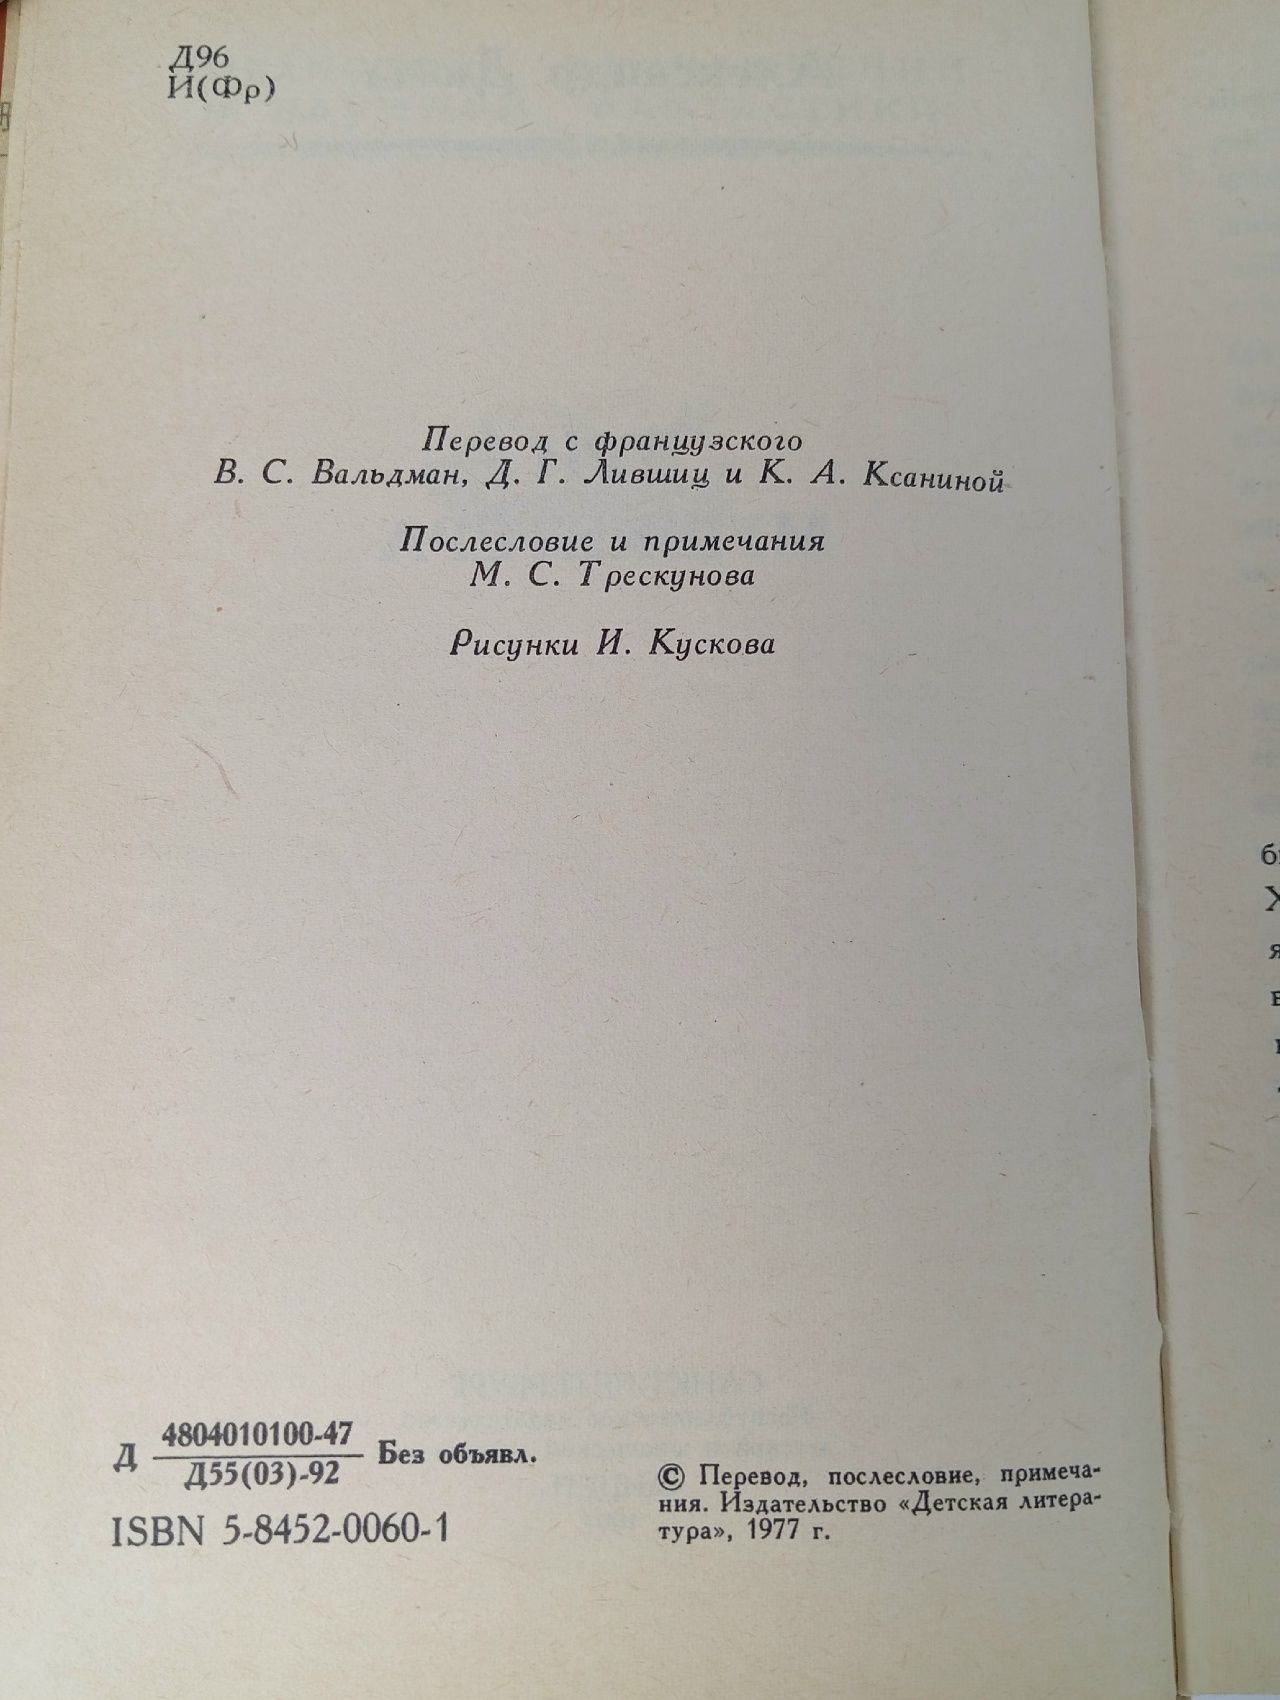 Д96
И(Фр)
Перевод с французского
В. С. Вальдман, Д. Г. Лившиц и К. А. Ксаниной
Послесловие и примечания
М. С. Трескунова
Рисунки И. Кускова
Д 4804010100-47 Без объявл.
Д55(03)-92
ISBN 5-8452-0060-1
© Перевод, послесловие, примеча-
ния. Издательство «Детская литера-
тура», 1977 г.